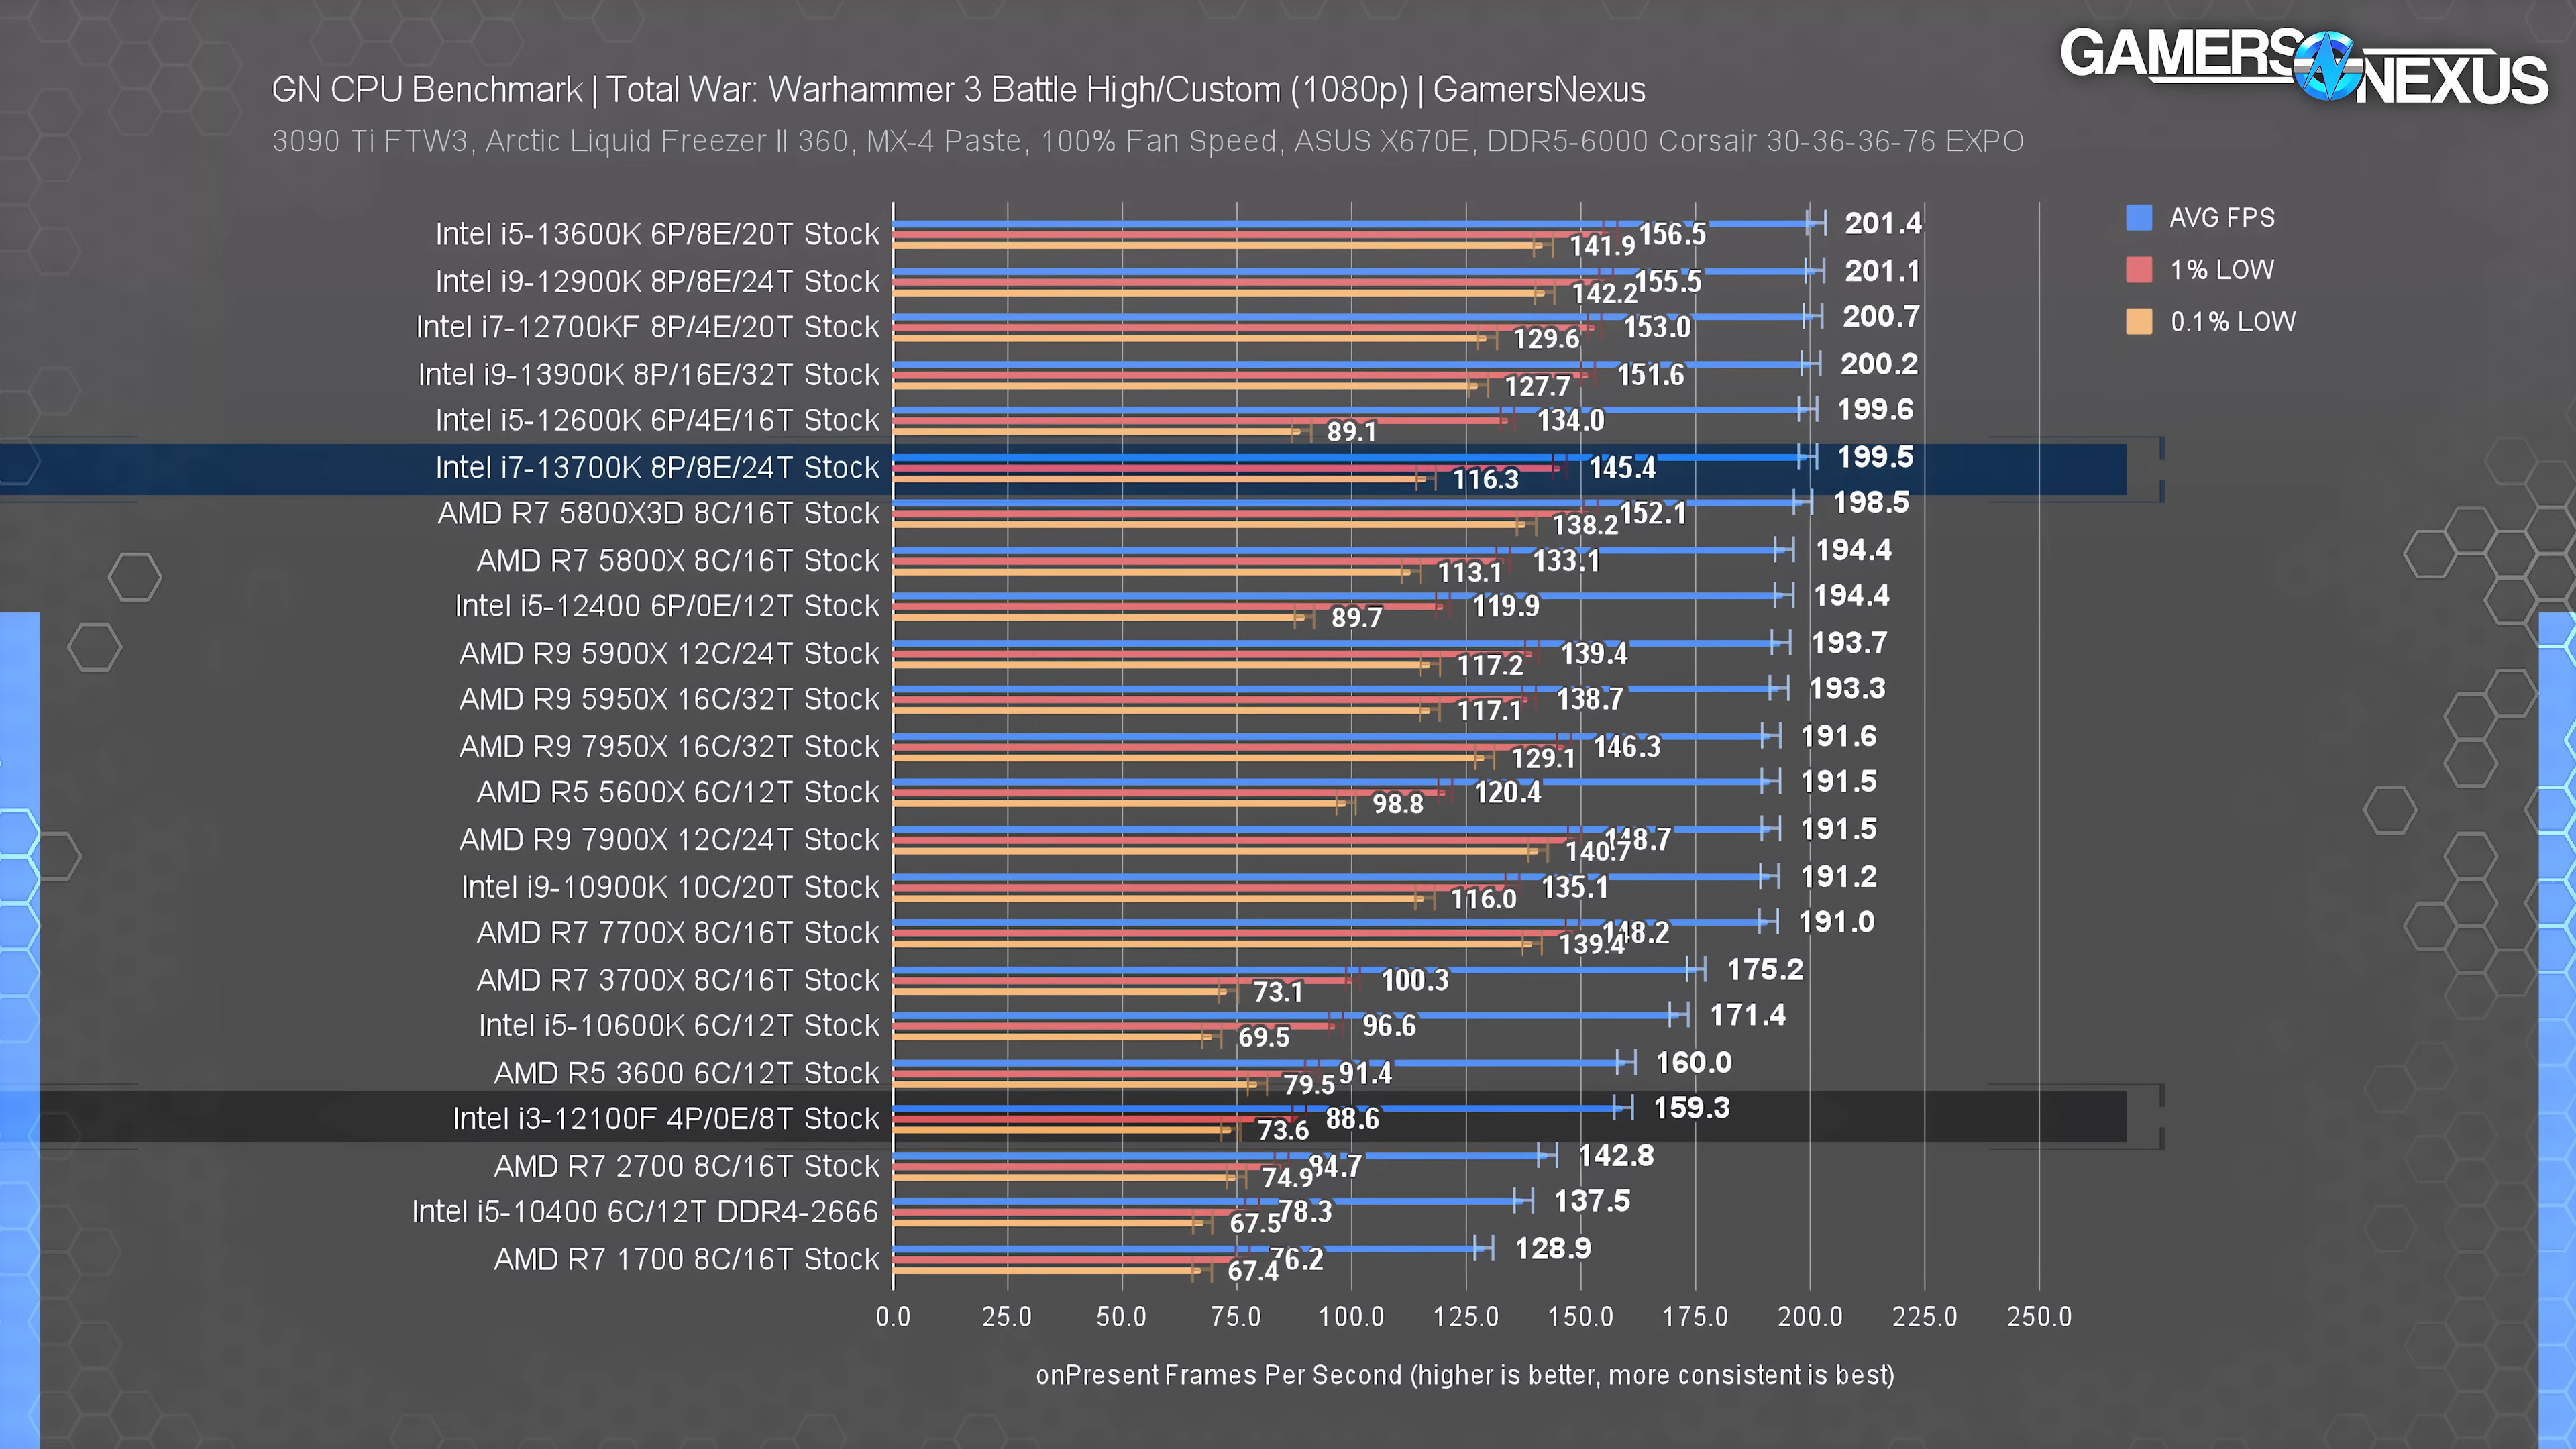 GAMERS NEXUS
GN CPU Benchmark | Total War: Warhammer 3 Battle High/Custom (1080p) | GamersNexus
3090 Ti FTW3, Arctic Liquid Freezer II 360, MX-4 Paste, 100% Fan Speed, ASUS X670E, DDR5-6000 Corsair 30-36-36-76 EXPO
AVG FPS
1% LOW
0.1% LOW
Intel i5-13600K 6P/8E/20T Stock 201.4 156.5 141.9
Intel i9-12900K 8P/8E/24T Stock 201.1 155.5 142.2
Intel i7-12700KF 8P/4E/20T Stock 200.7 153.0 129.6
Intel i9-13900K 8P/16E/32T Stock 200.2 151.6 127.7
Intel i5-12600K 6P/4E/16T Stock 199.6 134.0 89.1
Intel i7-13700K 8P/8E/24T Stock 199.5 145.4 116.3
AMD R7 5800X3D 8C/16T Stock 198.5 152.1 138.2
AMD R7 5800X 8C/16T Stock 194.4 133.1 113.1
Intel i5-12400 6P/0E/12T Stock 194.4 119.9 89.7
AMD R9 5900X 12C/24T Stock 193.7 139.4 117.2
AMD R9 5950X 16C/32T Stock 193.3 138.7 117.1
AMD R9 7950X 16C/32T Stock 191.6 146.3 129.1
AMD R5 5600X 6C/12T Stock 191.5 120.4 98.8
AMD R9 7900X 12C/24T Stock 191.5 148.7 140.7
Intel i9-10900K 10C/20T Stock 191.2 135.1 116.0
AMD R7 7700X 8C/16T Stock 191.0 148.2 139.4
AMD R7 3700X 8C/16T Stock 175.2 100.3 73.1
Intel i5-10600K 6C/12T Stock 171.4 96.6 69.5
AMD R5 3600 6C/12T Stock 160.0 91.4 79.5
Intel i3-12100F 4P/0E/8T Stock 159.3 88.6 73.6
AMD R7 2700 8C/16T Stock 142.8 84.7 74.9
Intel i5-10400 6C/12T DDR4-2666 137.5 78.3 67.5
AMD R7 1700 8C/16T Stock 128.9 76.2 67.4
0.0 25.0 50.0 75.0 100.0 125.0 150.0 175.0 200.0 225.0 250.0
onPresent Frames Per Second (higher is better, more consistent is best)